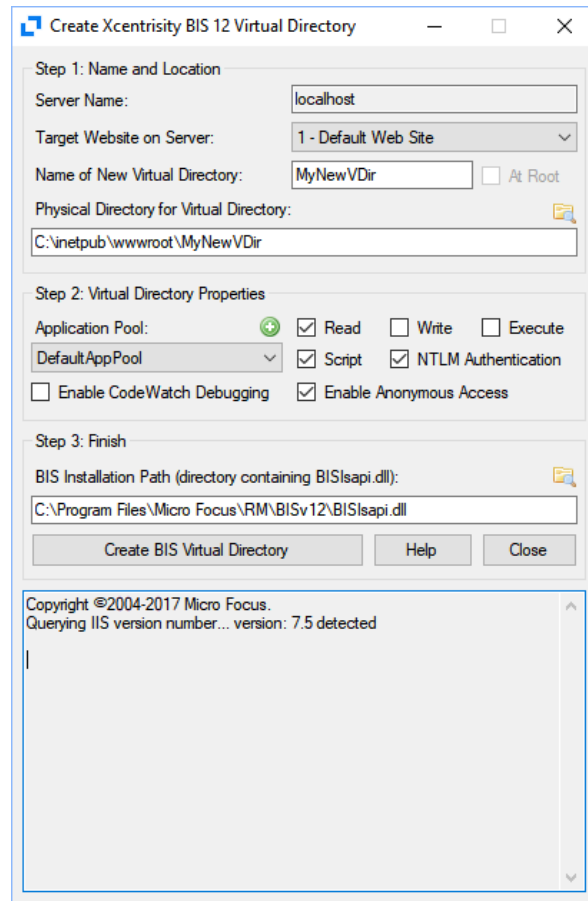 Create Xcentrisity BIS 12 Virtual Directory
Step 1: Name and Location
Server Name: localhost
Target Website on Server: 1 - Default Web Site
Name of New Virtual Directory: MyNewVDir At Root
Physical Directory for Virtual Directory:
C:\inetpub\wwwroot\MyNewVDir
Step 2: Virtual Directory Properties
Application Pool: Read Write Execute
DefaultAppPool Script NTLM Authentication
Enable CodeWatch Debugging Enable Anonymous Access
Step 3: Finish
BIS Installation Path (directory containing BISIsapi.dll):
C:\Program Files\Micro Focus\RM\BISv12\BISIsapi.dll
Create BIS Virtual Directory Help Close
Copyright ©2004-2017 Micro Focus.
Querying IIS version number... version: 7.5 detected